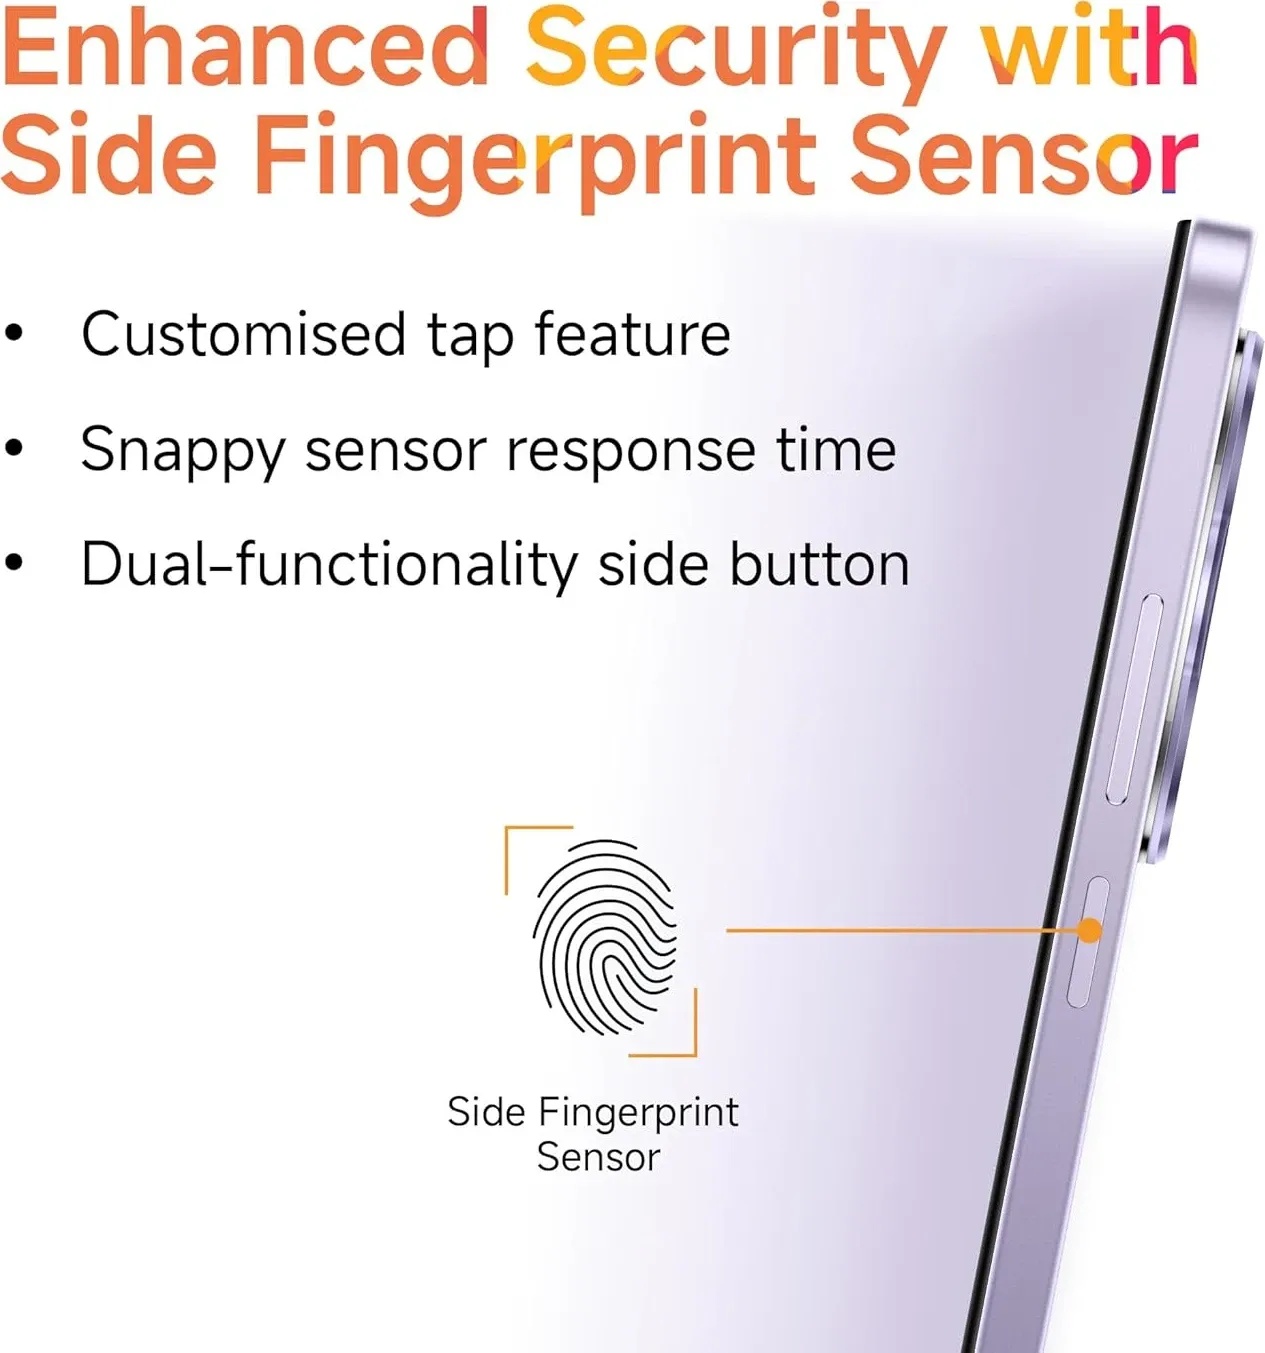 Enhanced Security with
Side Fingerprint Sensor
• Customised tap feature
• Snappy sensor response time
• Dual-functionality side button
Side Fingerprint
Sensor